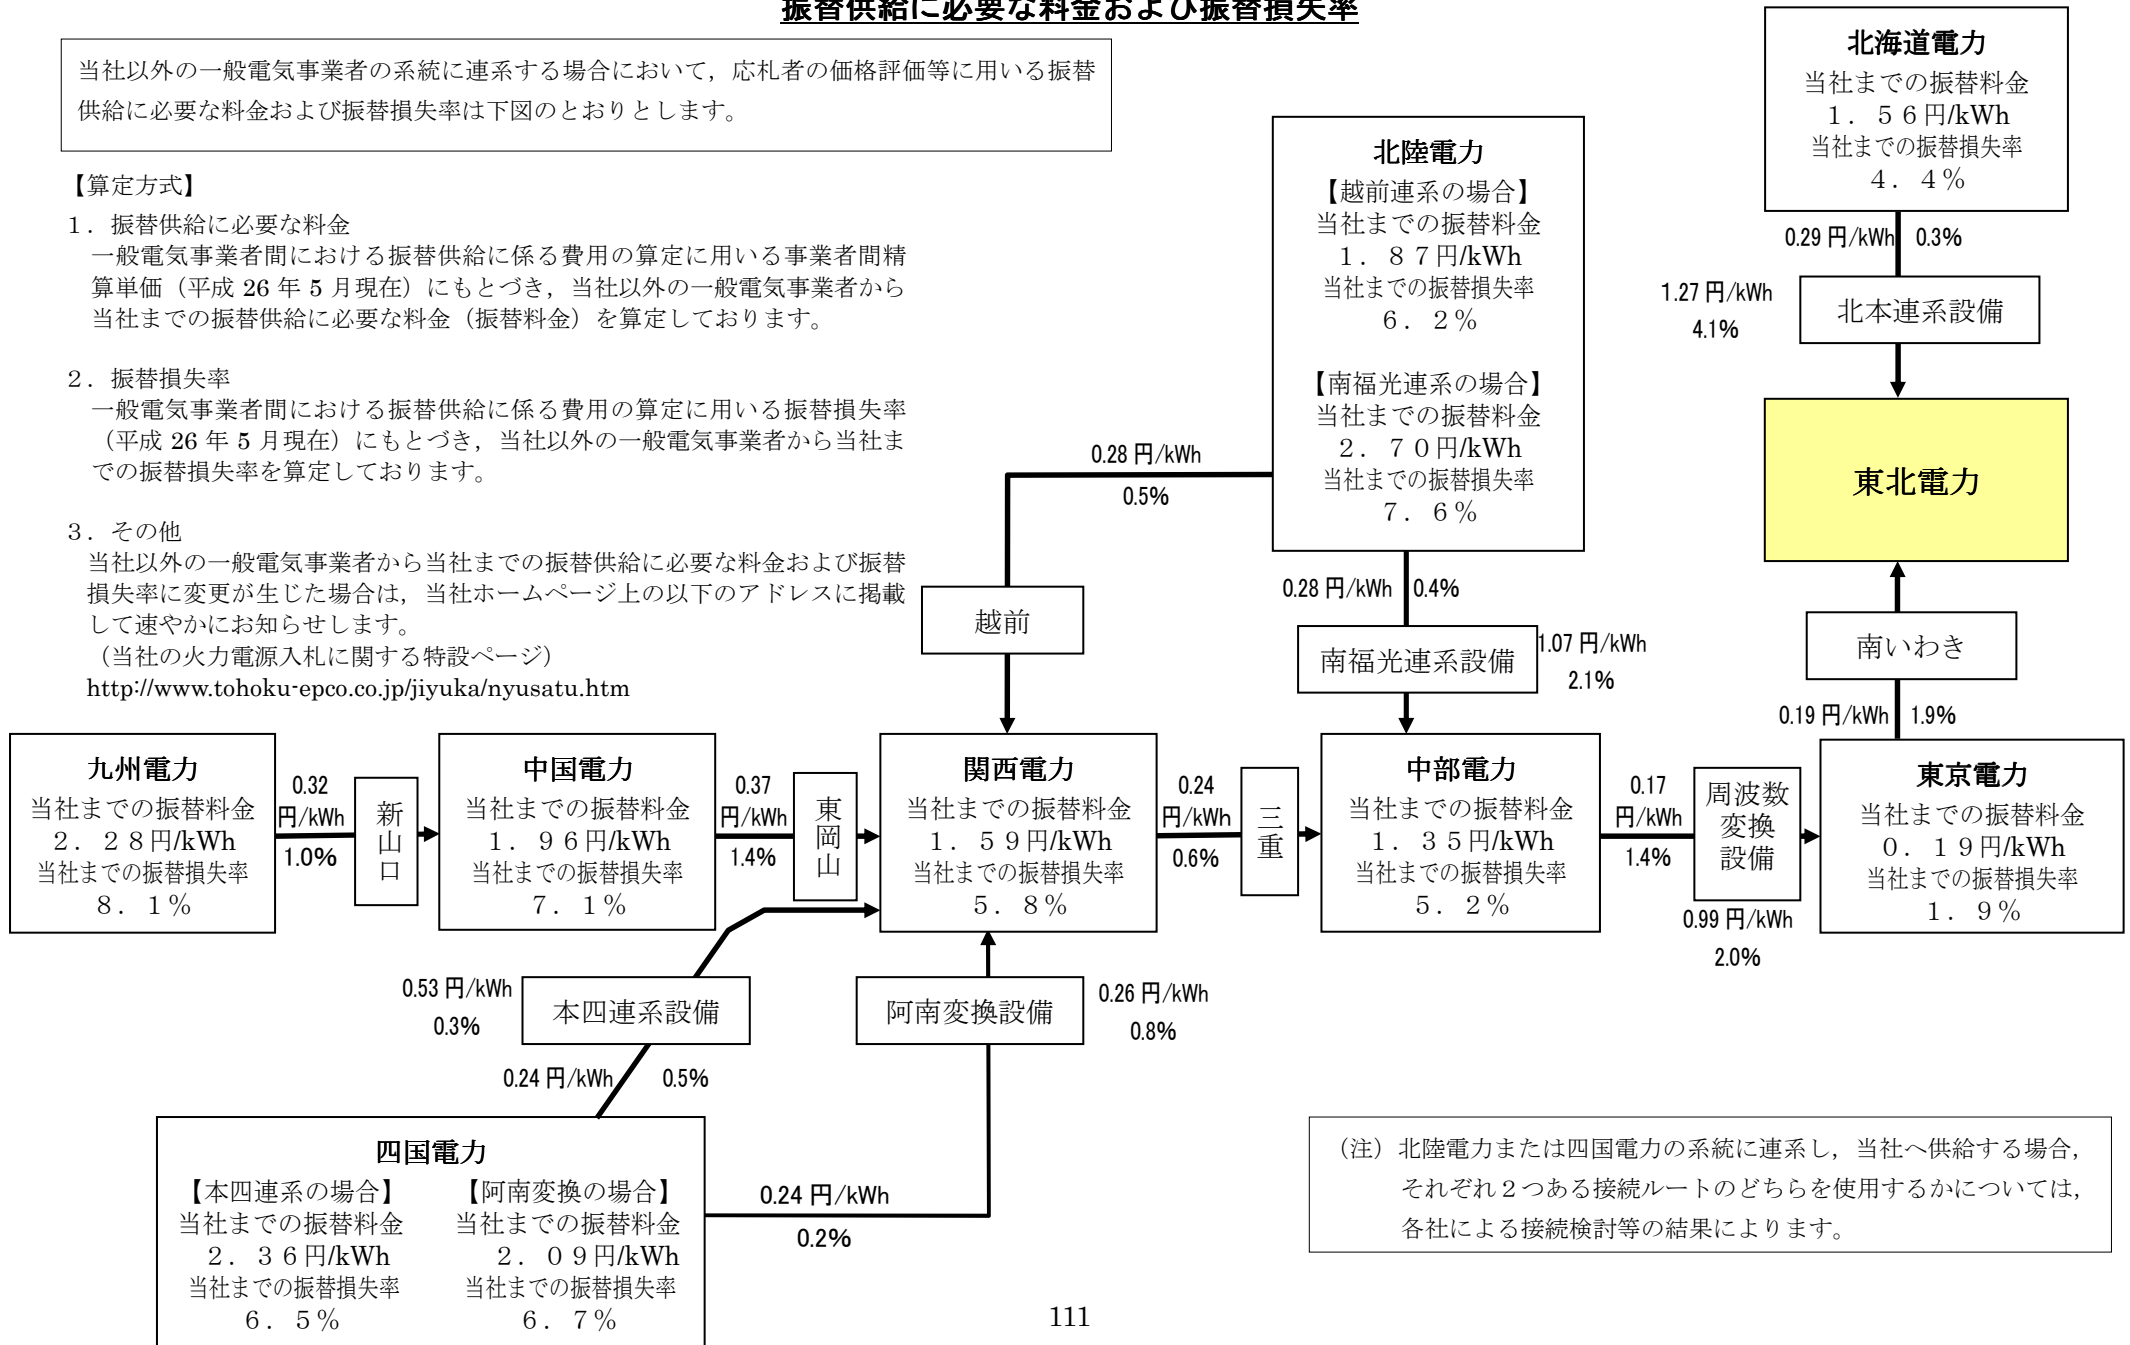 振替供給に必要な料金および振替損失率
当社以外の一般電気事業者の系統に連系する場合において，応札者の価格評価等に用いる振替
供給に必要な料金および振替損失率は下図のとおりとします。
【算定方式】
１．振替供給に必要な料金
一般電気事業者間における振替供給に係る費用の算定に用いる事業者間精
算単価（平成 26 年 5 月現在）にもとづき，当社以外の一般電気事業者から
当社までの振替供給に必要な料金（振替料金）を算定しております。
２．振替損失率
一般電気事業者間における振替供給に係る費用の算定に用いる振替損失率
（平成 26 年 5 月現在）にもとづき，当社以外の一般電気事業者から当社ま
での振替損失率を算定しております。
３．その他
当社以外の一般電気事業者から当社までの振替供給に必要な料金および振替
損失率に変更が生じた場合は，当社ホームページ上の以下のアドレスに掲載
して速やかにお知らせします。
（当社の火力電源入札に関する特設ページ）
http://www.tohoku-epco.co.jp/jiyuka/nyusatu.htm
北海道電力
当社までの振替料金
１．５６円/kWh
当社までの振替損失率
４．４％
0.29 円/kWh
0.3%
1.27 円/kWh
4.1%
北本連系設備
東北電力
北陸電力
【越前連系の場合】
当社までの振替料金
１．８７円/kWh
当社までの振替損失率
６．２％
【南福光連系の場合】
当社までの振替料金
２．７０円/kWh
当社までの振替損失率
７．６％
0.28 円/kWh
0.5%
越前
0.28 円/kWh
0.4%
南福光連系設備
1.07 円/kWh
2.1%
南いわき
0.19 円/kWh
1.9%
九州電力
当社までの振替料金
２．２８円/kWh
当社までの振替損失率
８．１％
0.32
円/kWh
1.0%
新山口
中国電力
当社までの振替料金
１．９６円/kWh
当社までの振替損失率
７．１％
0.37
円/kWh
1.4%
東岡山
関西電力
当社までの振替料金
１．５９円/kWh
当社までの振替損失率
５．８％
0.24
円/kWh
0.6%
三重
中部電力
当社までの振替料金
１．３５円/kWh
当社までの振替損失率
５．２％
0.17
円/kWh
1.4%
周波数
変換
設備
0.99 円/kWh
2.0%
東京電力
当社までの振替料金
０．１９円/kWh
当社までの振替損失率
１．９％
0.53 円/kWh
0.3%
本四連系設備
0.24 円/kWh
0.5%
阿南変換設備
0.26 円/kWh
0.8%
四国電力
【本四連系の場合】
当社までの振替料金
２．３６円/kWh
当社までの振替損失率
６．５％
【阿南変換の場合】
当社までの振替料金
２．０９円/kWh
当社までの振替損失率
６．７％
0.24 円/kWh
0.2%
（注）北陸電力または四国電力の系統に連系し，当社へ供給する場合，
それぞれ２つある接続ルートのどちらを使用するかについては，
各社による接続検討等の結果によります。
111